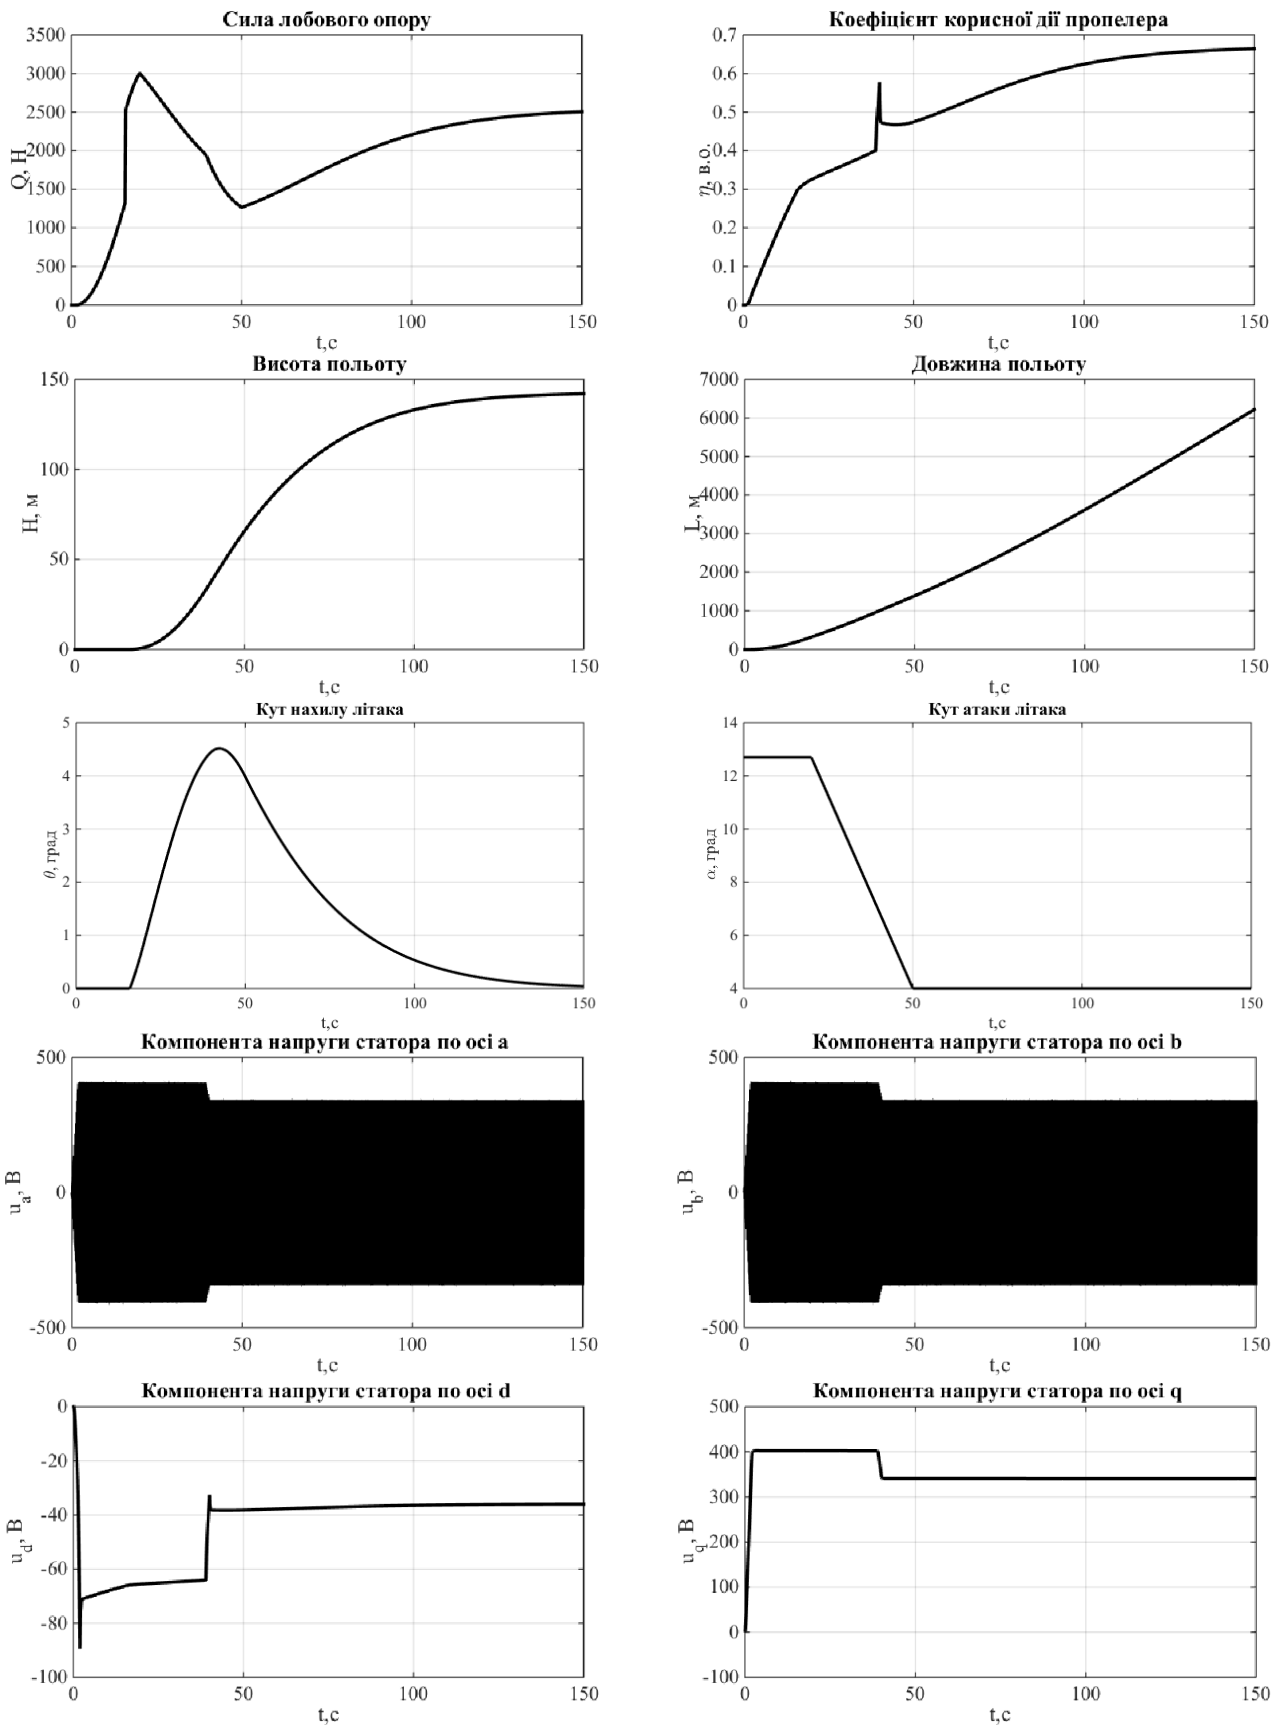 Сила лобового опору
3500
3000
2500
2000
1500
1000
500
0
0 50 100 150
Q, Н
t,c
Коефіцієнт корисної дії пропелера
0.7
0.6
0.5
0.4
0.3
0.2
0.1
0
0 50 100 150
η, в.о.
t,c
Висота польоту
150
100
50
0
0 50 100 150
H, м
t,c
Довжина польоту
7000
6000
5000
4000
3000
2000
1000
0
0 50 100 150
L, м
t,c
Кут нахилу літака
5
4
3
2
1
0
0 50 100 150
θ, град
t,c
Кут атаки літака
14
12
10
8
6
4
0 50 100 150
α, град
t,c
Компонента напруги статора по осі a
500
0
-500
0 50 100 150
u_a, В
t,c
Компонента напруги статора по осі b
500
0
-500
0 50 100 150
u_b, В
t,c
Компонента напруги статора по осі d
0
-20
-40
-60
-80
-100
0 50 100 150
u_d, В
t,c
Компонента напруги статора по осі q
500
400
300
200
100
0
-100
0 50 100 150
u_q, В
t,c